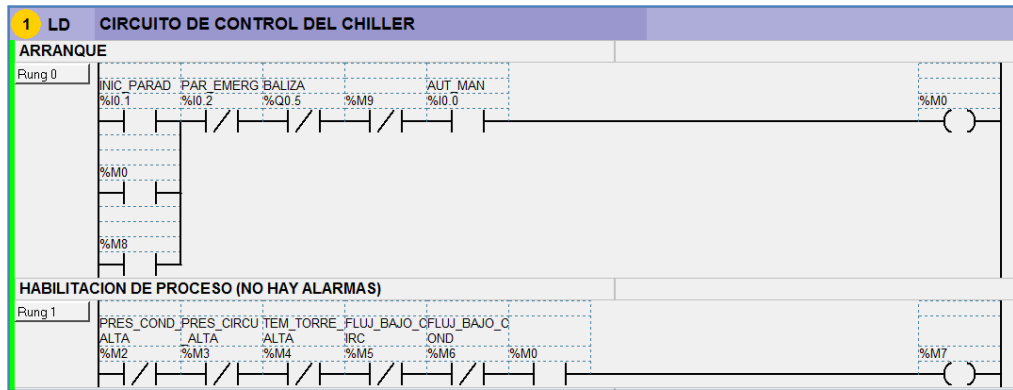 1 LD CIRCUITO DE CONTROL DEL CHILLER
ARRANQUE
Rung 0
INIC_PARAD PAR_EMERG BALIZA AUT_MAN
%I0.1 %I0.2 %Q0.5 %M9 %I0.0 %M0
%M0
%M8
HABILITACION DE PROCESO (NO HAY ALARMAS)
Rung 1
PRES_COND_ PRES_CIRCU TEM_TORRE_ FLUJ_BAJO_C FLUJ_BAJO_C
ALTA _ALTA ALTA IRC OND
%M2 %M3 %M4 %M5 %M6 %M0 %M7